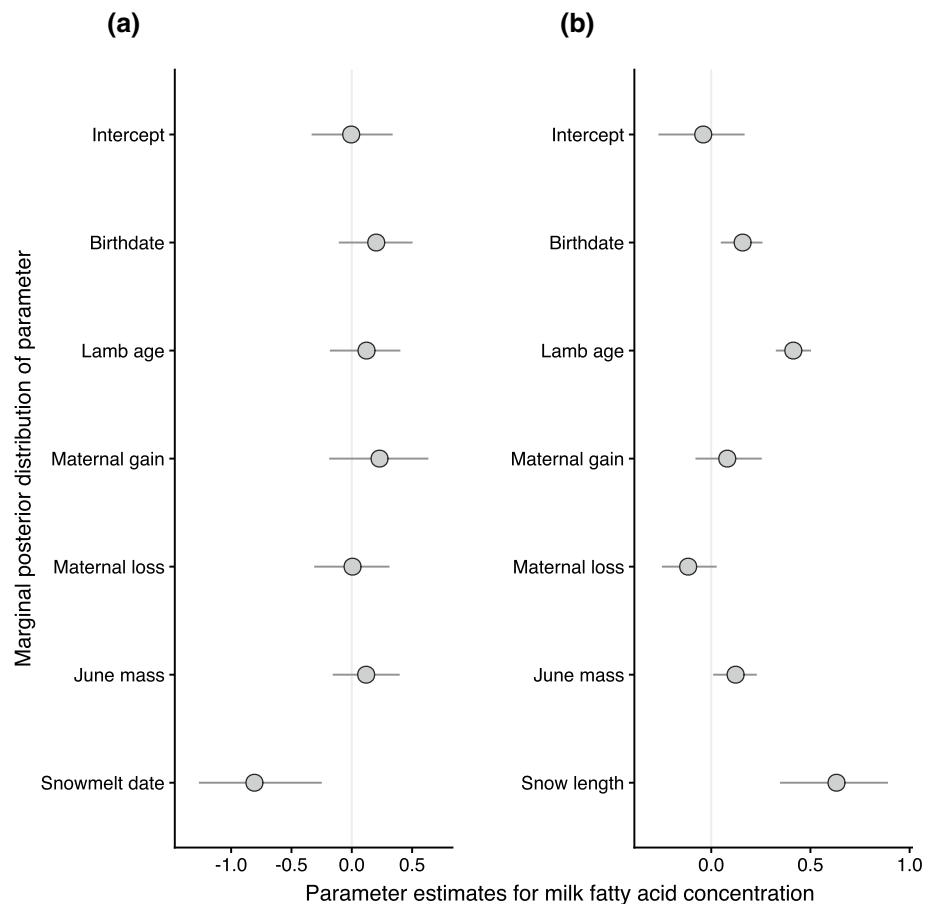 (a)
(b)
Marginal posterior distribution of parameter
Intercept
Birthdate
Lamb age
Maternal gain
Maternal loss
June mass
Snowmelt date
-1.0 -0.5 0.0 0.5
Intercept
Birthdate
Lamb age
Maternal gain
Maternal loss
June mass
Snow length
0.0 0.5 1.0
Parameter estimates for milk fatty acid concentration